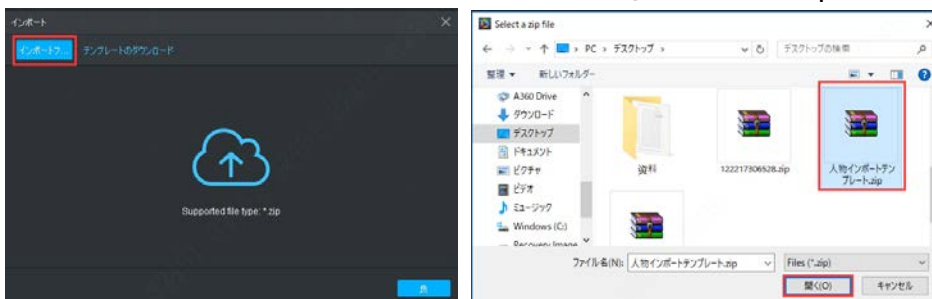 インポート
インポートフ...
テンプレートのダウンロード
Supported file type: *.zip
Select a zip file
PC › デスクトップ ›
デスクトップの検索
整理
新しいフォルダー
A360 Drive
ダウンロード
デスクトップ
ドキュメント
ピクチャ
ビデオ
ミュージック
Windows (C:)
Recovery Image
資料
122217306528.zip
人物インポートテン
プレート.zip
ファイル名(N):
人物インポートテンプレート.zip
Files (*.zip)
開く(O)
キャンセル